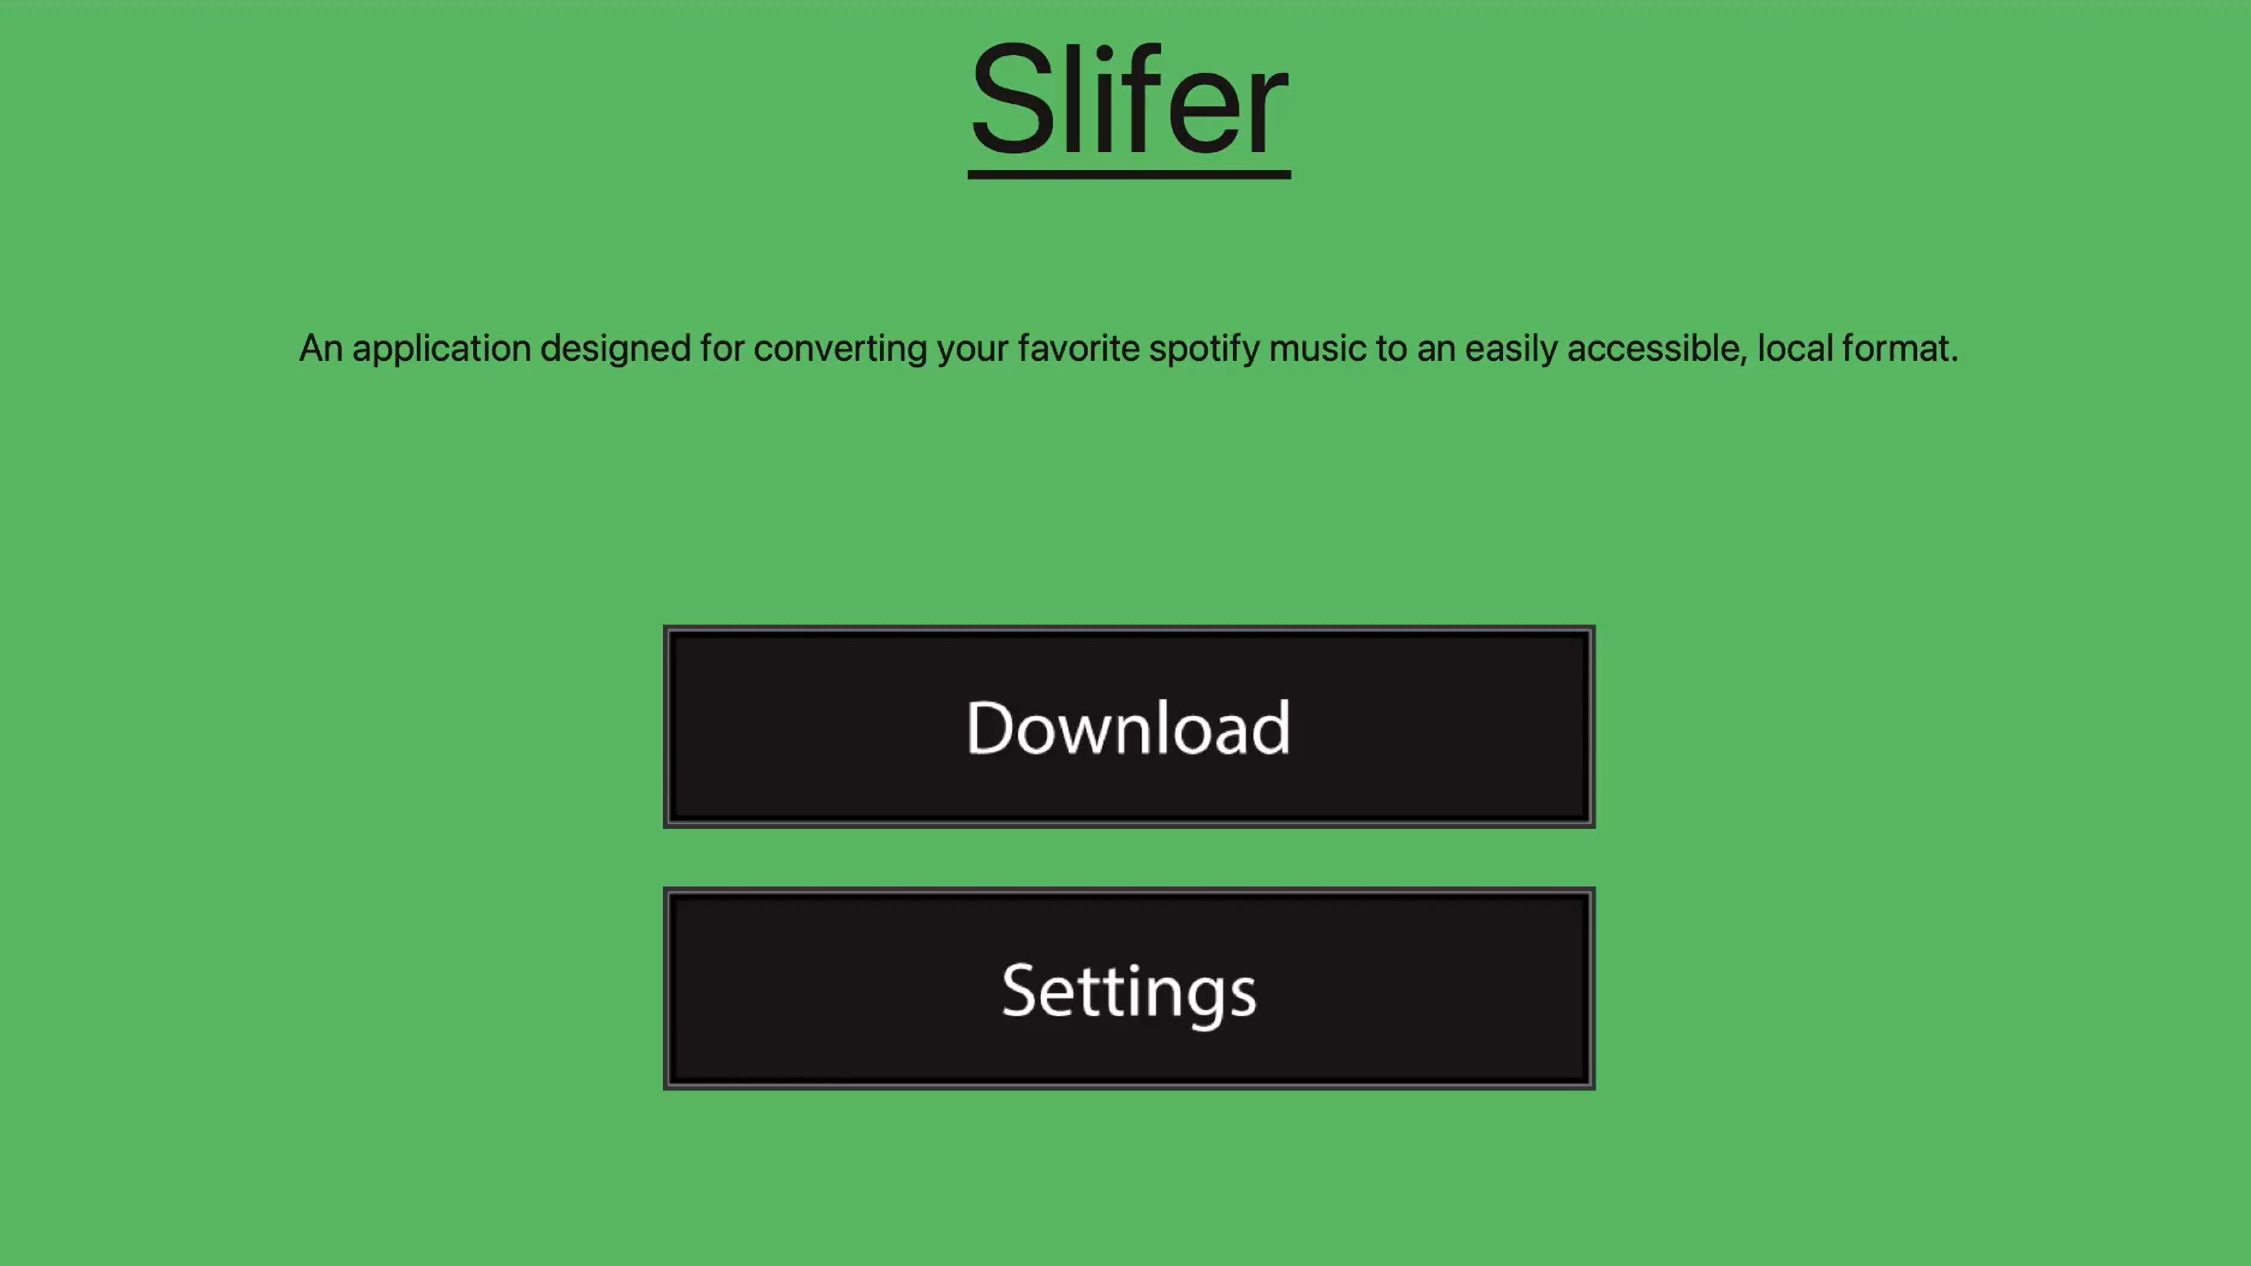 Slifer
An application designed for converting your favorite spotify music to an easily accessible, local format.
Download
Settings